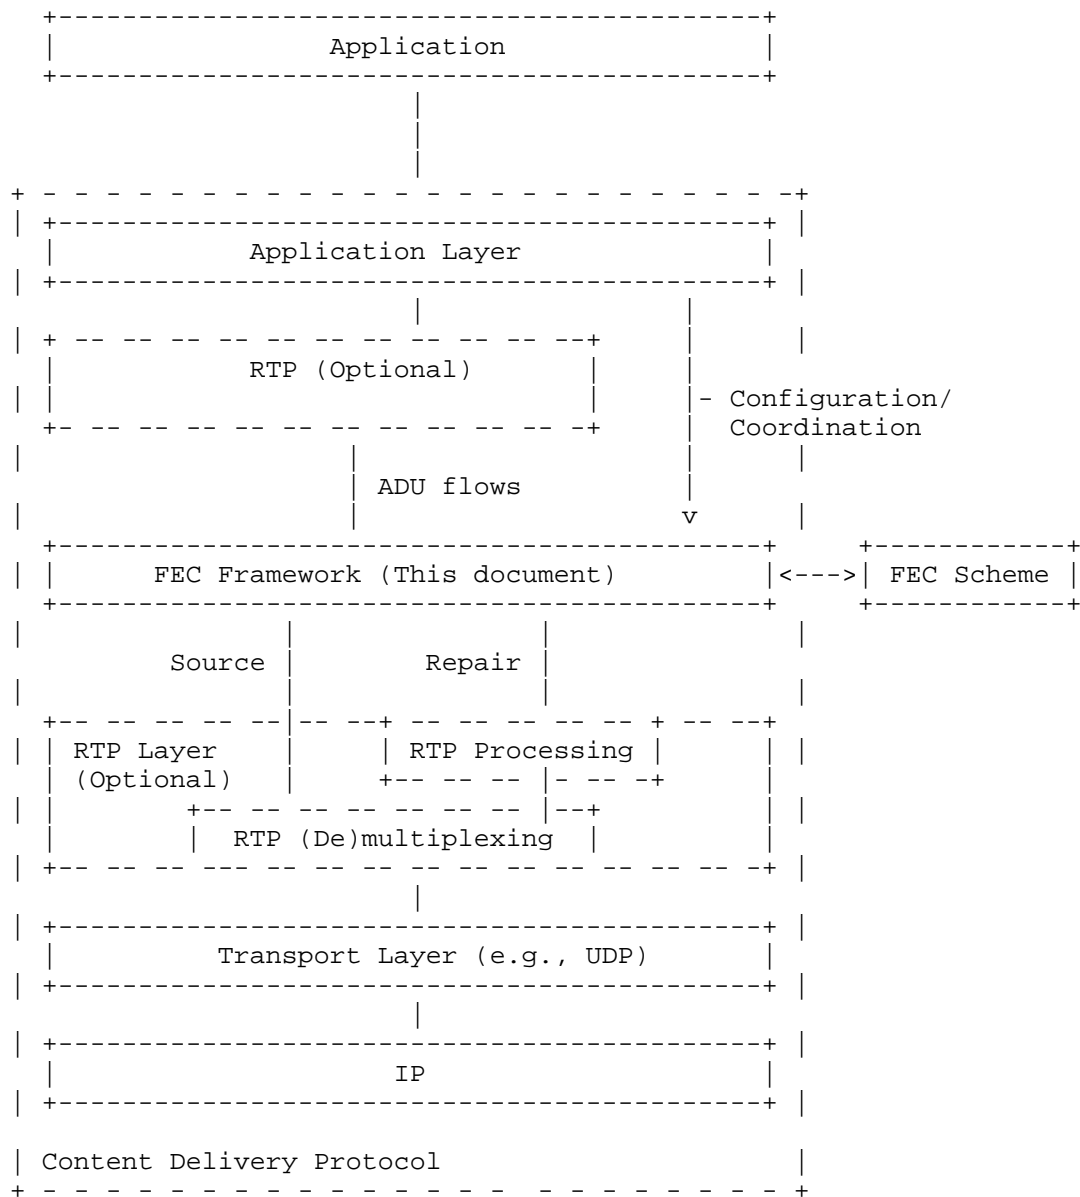 Application
Application Layer
RTP (Optional)
- Configuration/
Coordination
ADU flows
v
FEC Framework (This document) <---> FEC Scheme
Source Repair
RTP Layer RTP Processing
(Optional)
RTP (De)multiplexing
Transport Layer (e.g., UDP)
IP
Content Delivery Protocol